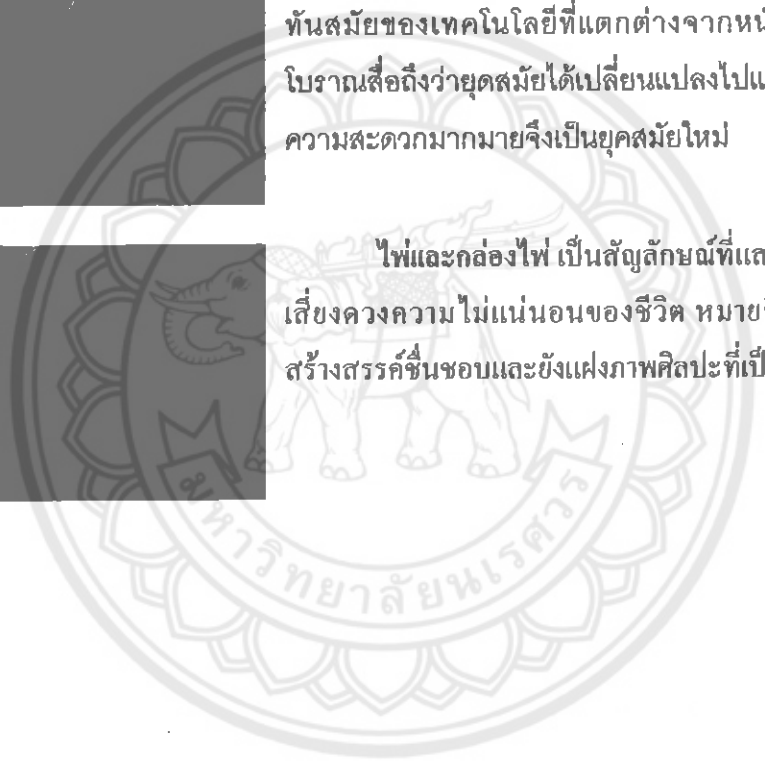 ทันสมัยของเทคโนโลยีที่แตกต่างจากหนั
โบราณสื่อถึงว่ายุคสมัยได้เปลี่ยนแปลงไปแ
ความสะดวกมากมายจึงเป็นยุคสมัยใหม่
ไพ่และกล่องไพ่ เป็นสัญลักษณ์ที่แส
เสี่ยงดวงความไม่แน่นอนของชีวิต หมายถ
สร้างสรรค์ชื่นชอบและยังแฝงภาพศิลปะที่เป็
มหาวิทยาลัยนเรศวร